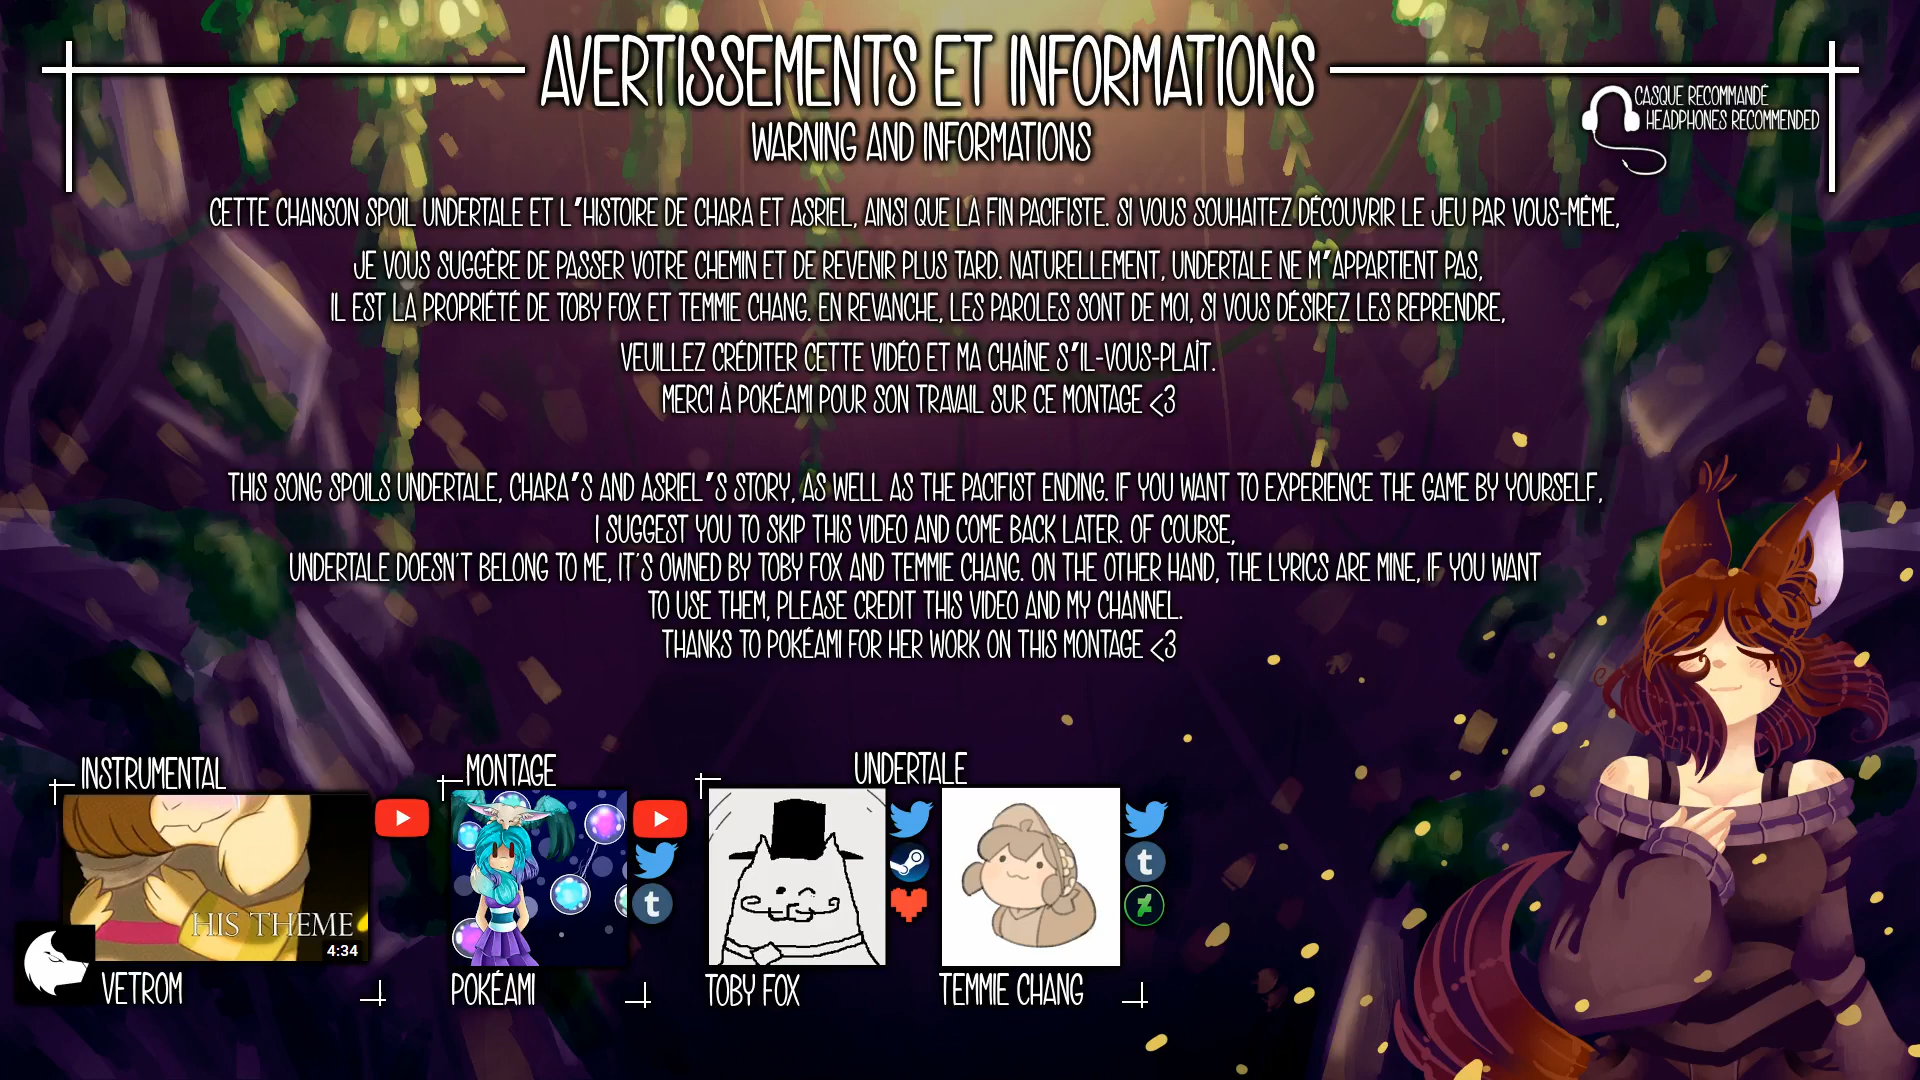 AVERTISSEMENTS ET INFORMATIONS
WARNING AND INFORMATIONS
CASQUE RECOMMANDÉ
HEADPHONES RECOMMENDED
CETTE CHANSON SPOIL UNDERTALE ET L'HISTOIRE DE CHARA ET ASRIEL, AINSI QUE LA FIN PACIFISTE. SI VOUS SOUHAITEZ DÉCOUVRIR LE JEU PAR VOUS-MÊME,
JE VOUS SUGGÈRE DE PASSER VOTRE CHEMIN ET DE REVENIR PLUS TARD. NATURELLEMENT, UNDERTALE NE M'APPARTIENT PAS,
IL EST LA PROPRIÉTÉ DE TOBY FOX ET TEMMIE CHANG. EN REVANCHE, LES PAROLES SONT DE MOI, SI VOUS DÉSIREZ LES REPRENDRE,
VEUILLEZ CRÉDITER CETTE VIDÉO ET MA CHAÎNE S'IL-VOUS-PLAÎT.
MERCI À POKÉAMI POUR SON TRAVAIL SUR CE MONTAGE <3
THIS SONG SPOILS UNDERTALE, CHARA'S AND ASRIEL'S STORY, AS WELL AS THE PACIFIST ENDING. IF YOU WANT TO EXPERIENCE THE GAME BY YOURSELF,
I SUGGEST YOU TO SKIP THIS VIDEO AND COME BACK LATER. OF COURSE,
UNDERTALE DOESN'T BELONG TO ME, IT'S OWNED BY TOBY FOX AND TEMMIE CHANG. ON THE OTHER HAND, THE LYRICS ARE MINE, IF YOU WANT
TO USE THEM, PLEASE CREDIT THIS VIDEO AND MY CHANNEL.
THANKS TO POKÉAMI FOR HER WORK ON THIS MONTAGE <3
INSTRUMENTAL
MONTAGE
UNDERTALE
HIS THEME
4:34
VETROM
POKÉAMI
TOBY FOX
TEMMIE CHANG